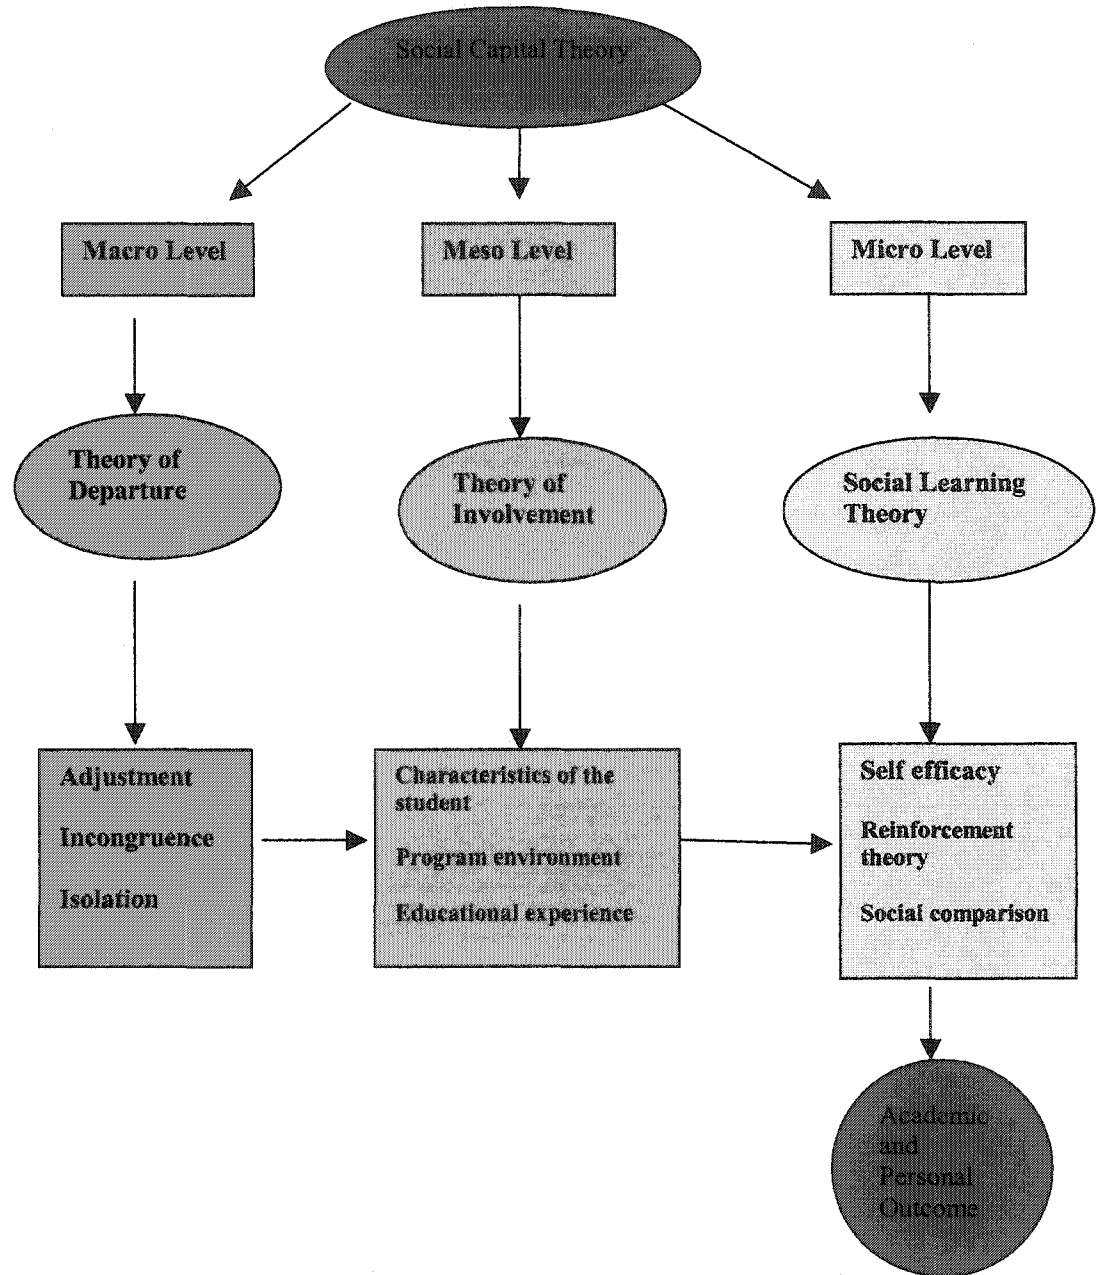 Social Capital Theory
Macro Level
Meso Level
Micro Level
Theory of
Departure
Theory of
Involvement
Social Learning
Theory
Adjustment
Incongruence
Isolation
Characteristics of the
student
Program environment
Educational experience
Self efficacy
Reinforcement
theory
Social comparison
Academic
and
Personal
Outcome